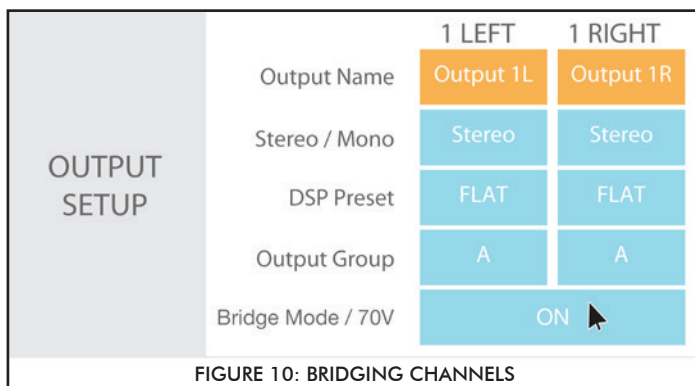 1 LEFT 1 RIGHT
Output Name Output 1L Output 1R
Stereo / Mono Stereo Stereo
OUTPUT
SETUP
DSP Preset FLAT FLAT
Output Group A A
Bridge Mode / 70V ON
FIGURE 10: BRIDGING CHANNELS